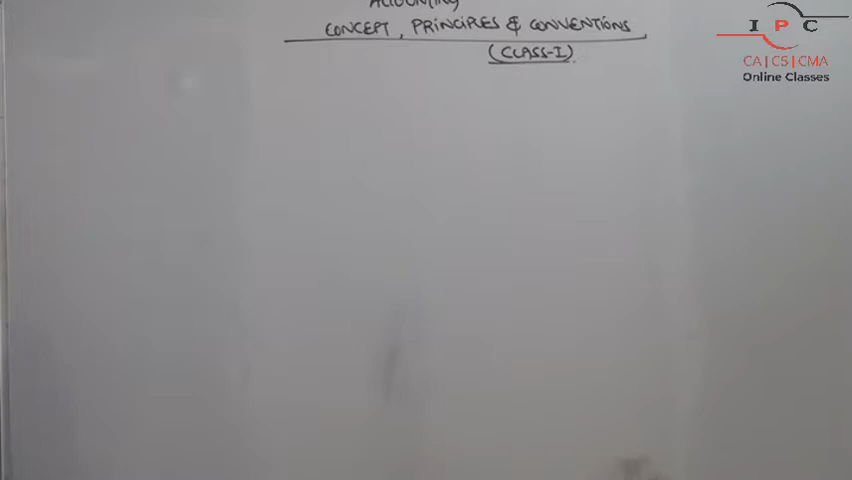 ACCOUNTING
CONCEPT, PRINCIPLES & CONVENTIONS
(CLASS-I)
I P C
CA|CS|CMA
Online Classes